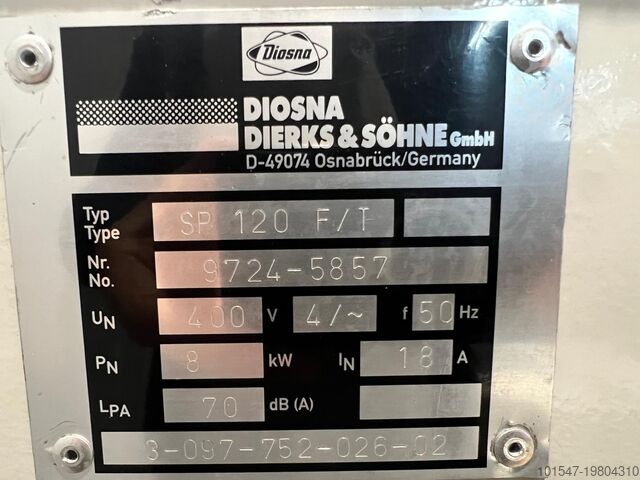 Diosna
DIOSNA
DIERKS & SÖHNE GmbH
D-49074 Osnabrück/Germany
Typ
Type
SP 120 F/T
Nr.
No.
9724-5857
UN 400 V 4/~ f 50 Hz
PN 8 kW IN 18 A
LPA 70 dB (A)
3-097-752-026-02
101547-19804310